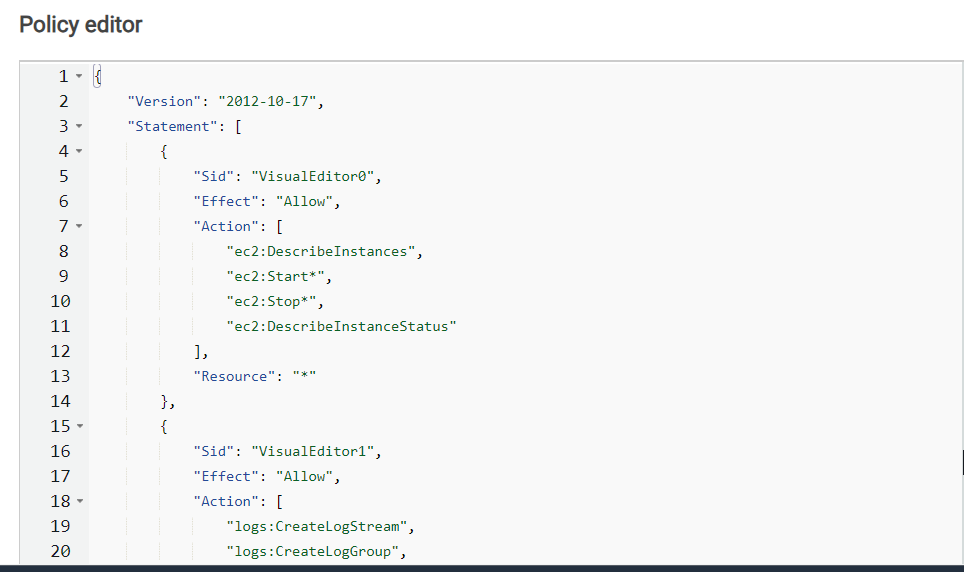 Policy editor
1 {
2 "Version": "2012-10-17",
3 "Statement": [
4 {
5 "Sid": "VisualEditor0",
6 "Effect": "Allow",
7 "Action": [
8 "ec2:DescribeInstances",
9 "ec2:Start*",
10 "ec2:Stop*",
11 "ec2:DescribeInstanceStatus"
12 ],
13 "Resource": "*"
14 },
15 {
16 "Sid": "VisualEditor1",
17 "Effect": "Allow",
18 "Action": [
19 "logs:CreateLogStream",
20 "logs:CreateLogGroup",